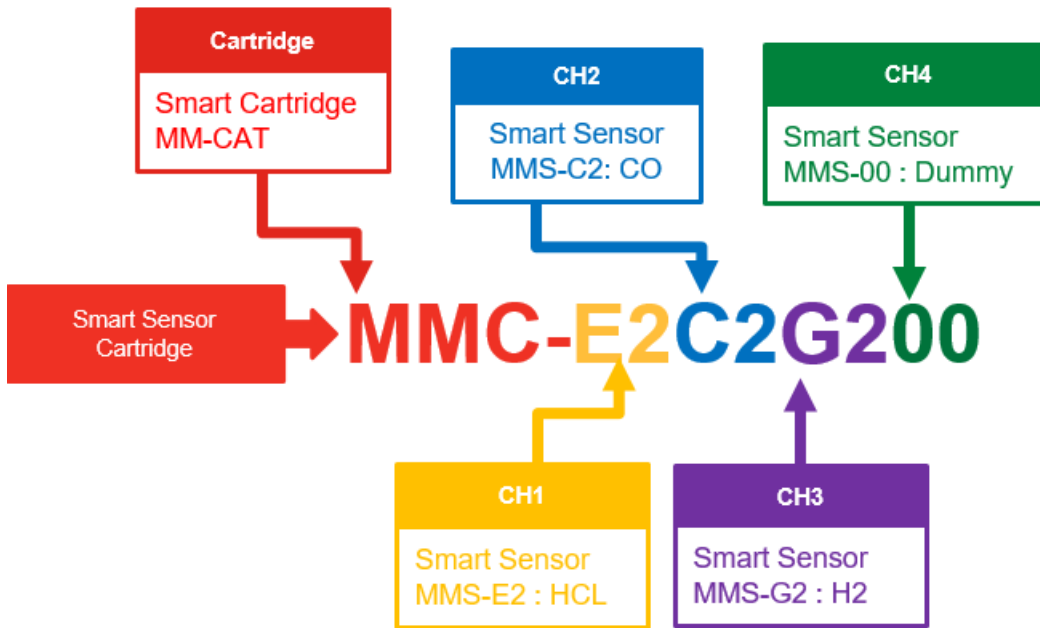 Cartridge
Smart Cartridge
MM-CAT
CH2
Smart Sensor
MMS-C2: CO
CH4
Smart Sensor
MMS-00 : Dummy
Smart Sensor
Cartridge
MMC-E2C2G200
CH1
Smart Sensor
MMS-E2 : HCL
CH3
Smart Sensor
MMS-G2 : H2